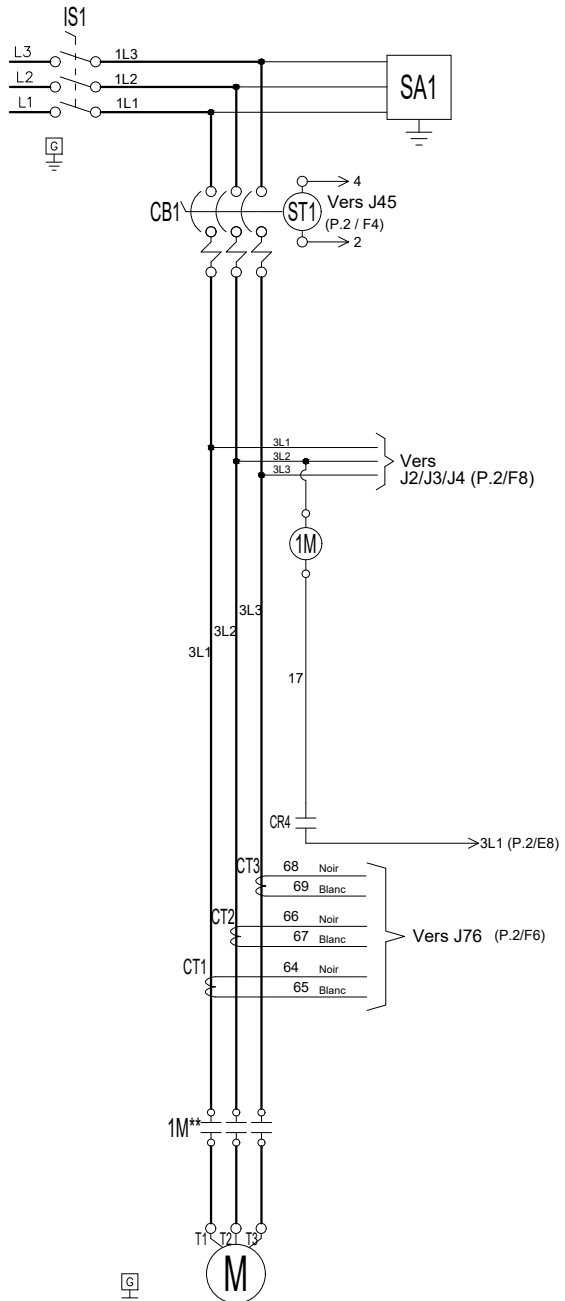 IS1
L3 1L3
L2 1L2
L1 1L1
SA1
G
CB1
ST1
4
Vers J45
(P.2 / F4)
2
3L1
3L2
3L3
Vers
J2/J3/J4 (P.2/F8)
1M
3L3
3L2
3L1
17
CR4
3L1 (P.2/E8)
CT3
68 Noir
69 Blanc
CT2
66 Noir
67 Blanc
Vers J76 (P.2/F6)
CT1
64 Noir
65 Blanc
1M**
T1 T2 T3
M
G